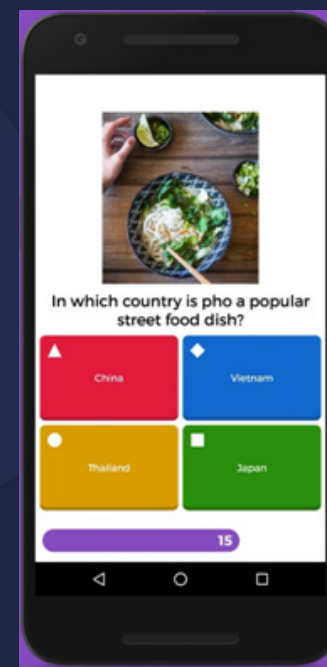 In which country is pho a popular
street food dish?
China
Vietnam
Thailand
Japan
15